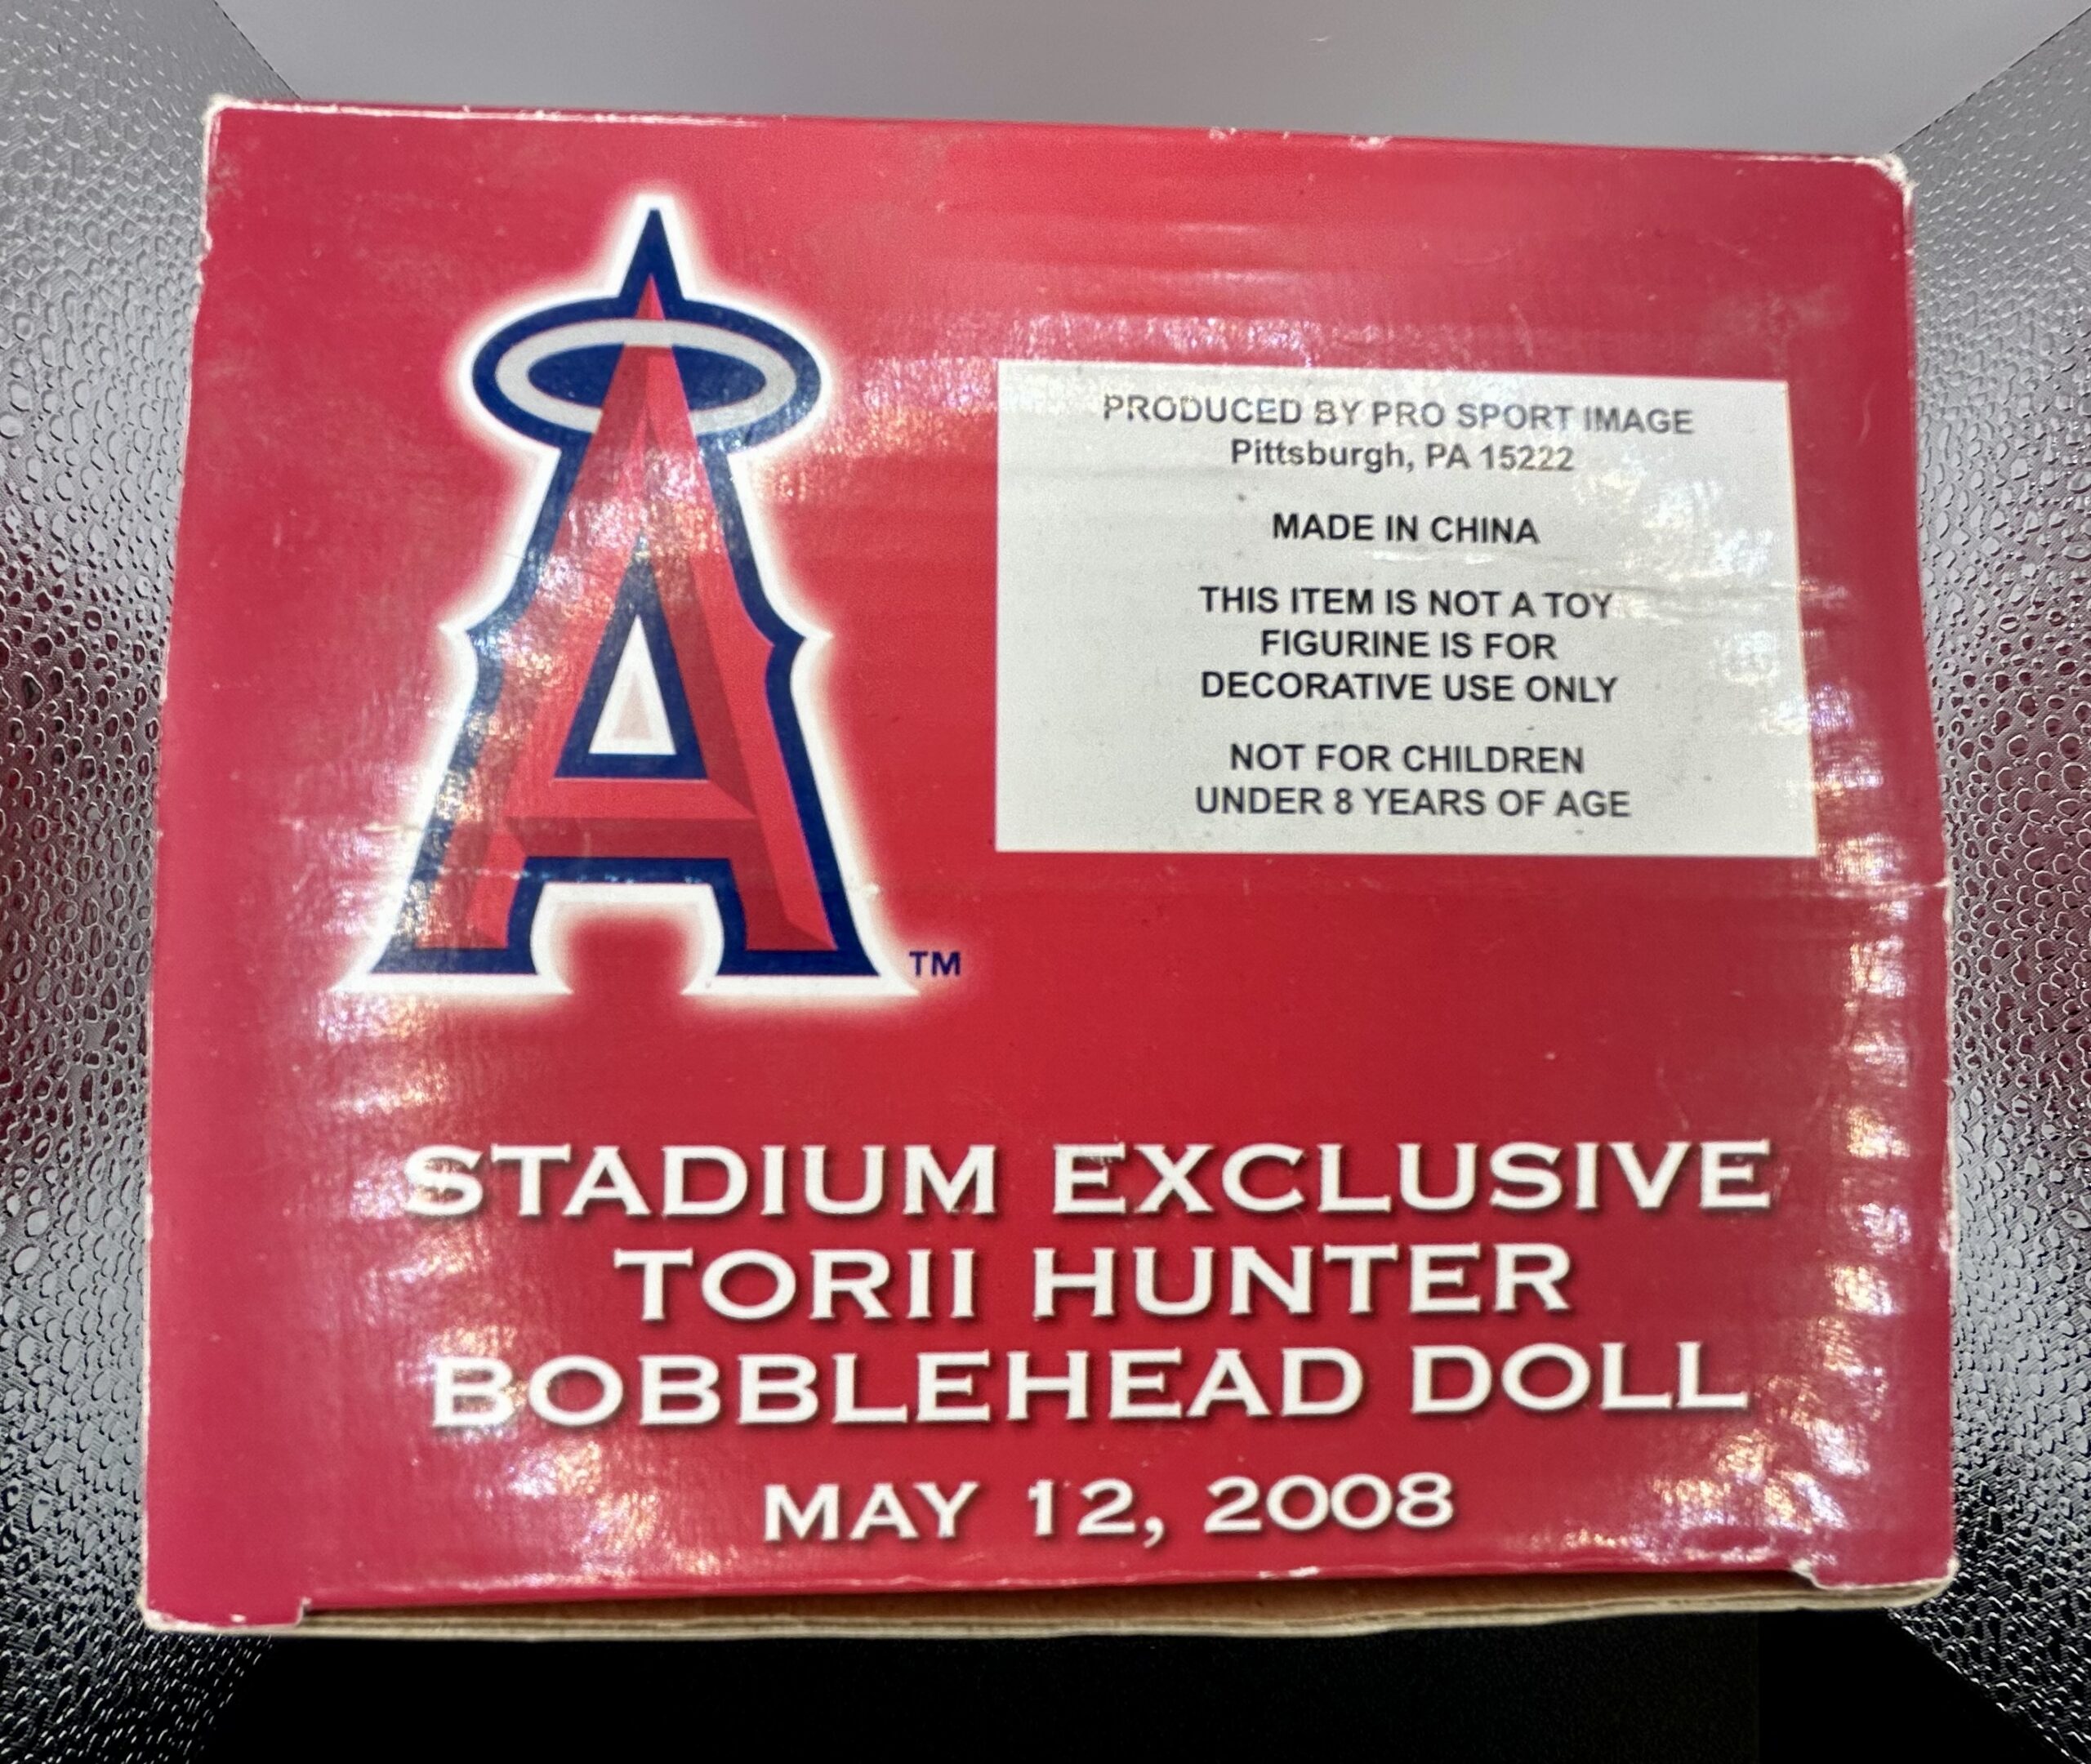 PRODUCED BY PRO SPORT IMAGE
Pittsburgh, PA 15222
MADE IN CHINA
THIS ITEM IS NOT A TOY
FIGURINE IS FOR
DECORATIVE USE ONLY
NOT FOR CHILDREN
UNDER 8 YEARS OF AGE
A
TM
STADIUM EXCLUSIVE
TORII HUNTER
BOBBLEHEAD DOLL
MAY 12, 2008